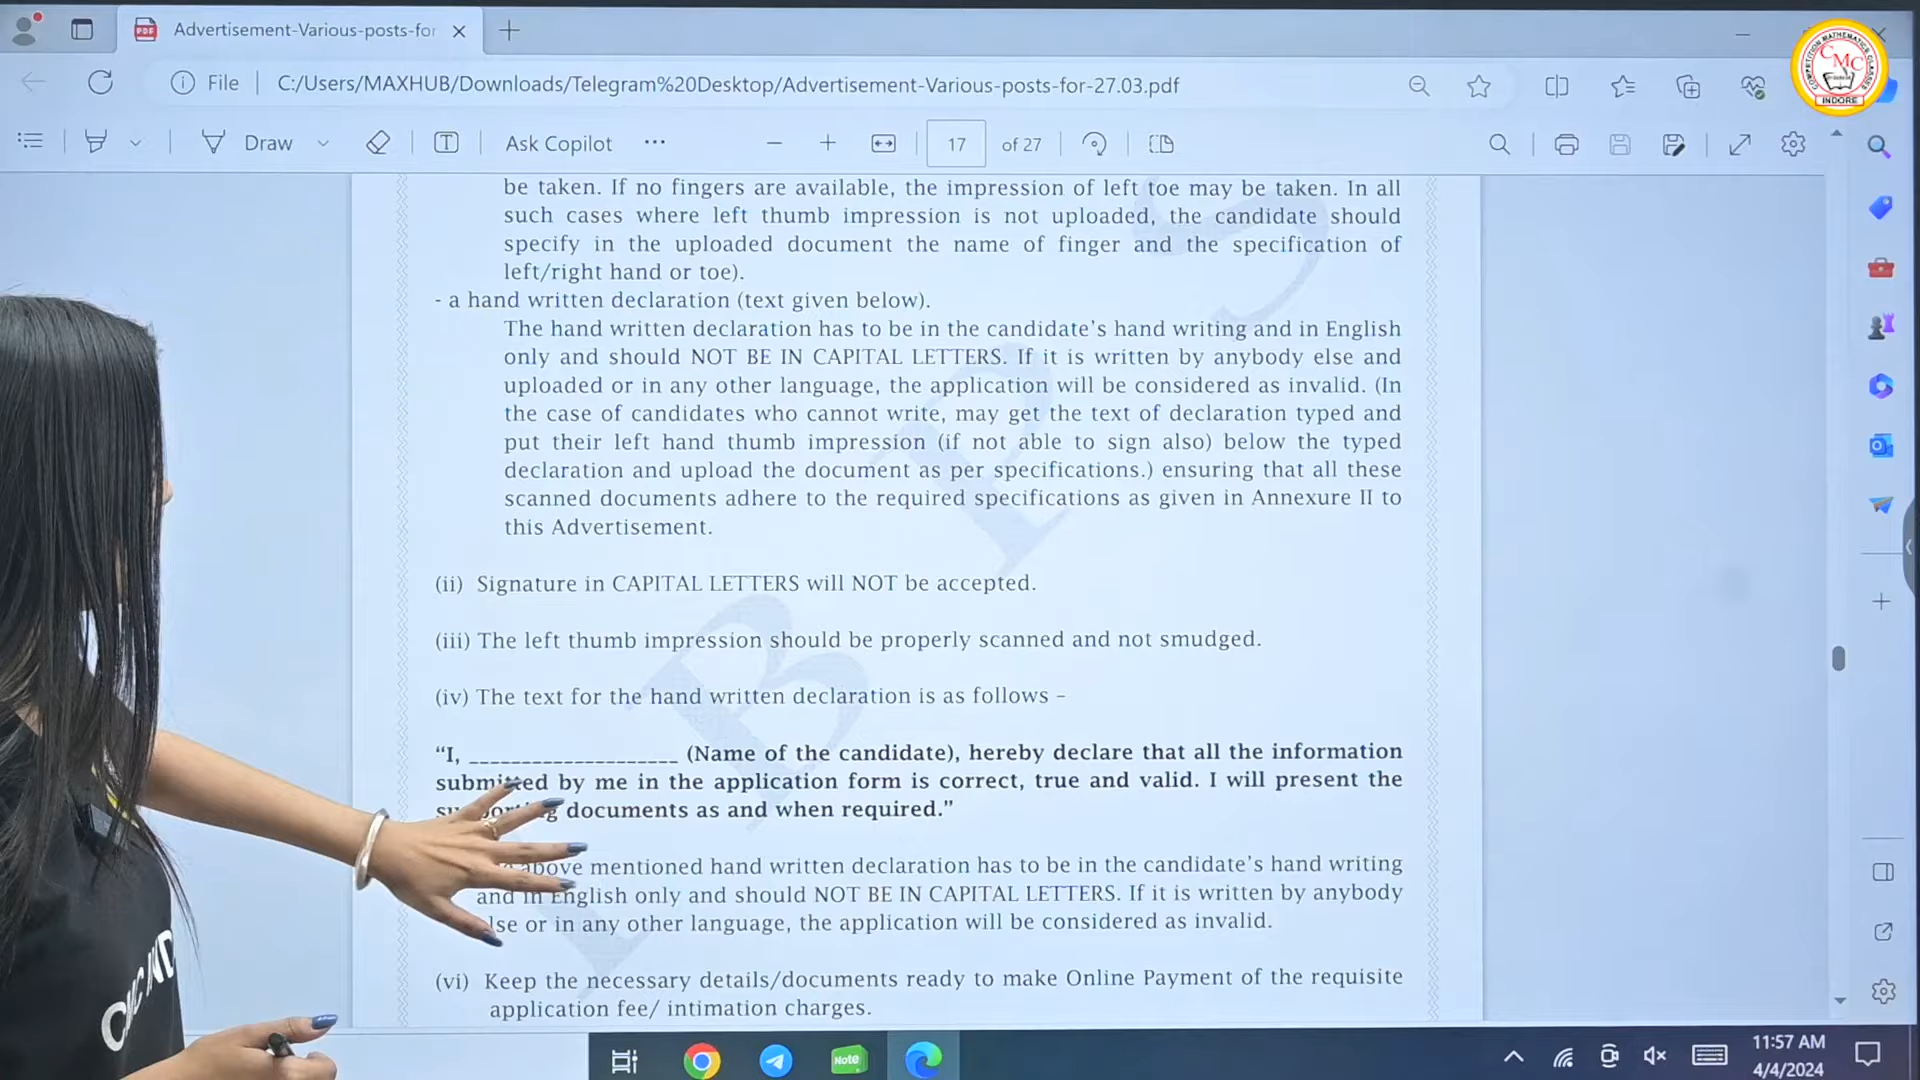 Advertisement-Various-posts-for
File
C:/Users/MAXHUB/Downloads/Telegram%20Desktop/Advertisement-Various-posts-for-27.03.pdf
COMPETITION MATHEMATICS CLASSES
CMC
INDORE
Draw
Ask Copilot
17 of 27
be taken. If no fingers are available, the impression of left toe may be taken. In all
such cases where left thumb impression is not uploaded, the candidate should
specify in the uploaded document the name of finger and the specification of
left/right hand or toe).
- a hand written declaration (text given below).
The hand written declaration has to be in the candidate's hand writing and in English
only and should NOT BE IN CAPITAL LETTERS. If it is written by anybody else and
uploaded or in any other language, the application will be considered as invalid. (In
the case of candidates who cannot write, may get the text of declaration typed and
put their left hand thumb impression (if not able to sign also) below the typed
declaration and upload the document as per specifications.) ensuring that all these
scanned documents adhere to the required specifications as given in Annexure II to
this Advertisement.
(ii) Signature in CAPITAL LETTERS will NOT be accepted.
(iii) The left thumb impression should be properly scanned and not smudged.
(iv) The text for the hand written declaration is as follows –
“I, ____________________ (Name of the candidate), hereby declare that all the information
submitted by me in the application form is correct, true and valid. I will present the
documents as and when required.”
above mentioned hand written declaration has to be in the candidate's hand writing
and in English only and should NOT BE IN CAPITAL LETTERS. If it is written by anybody
else or in any other language, the application will be considered as invalid.
(vi) Keep the necessary details/documents ready to make Online Payment of the requisite
application fee/ intimation charges.
IBPS
CMC IND
Note
11:57 AM
4/4/2024